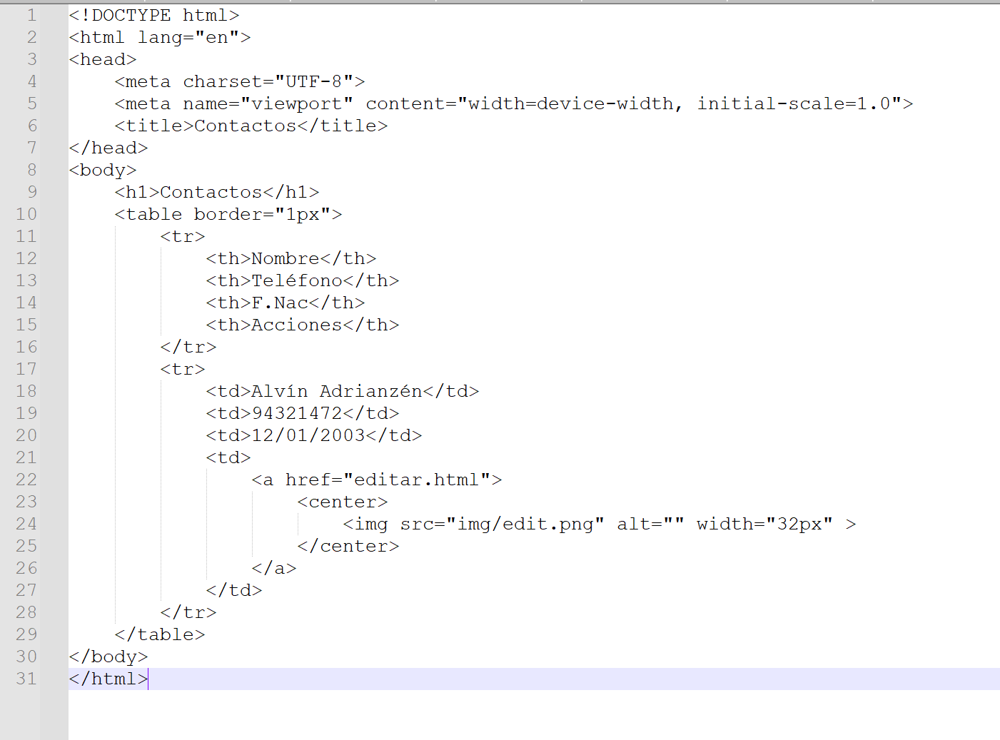 1 <!DOCTYPE html>
2 <html lang="en">
3 <head>
4     <meta charset="UTF-8">
5     <meta name="viewport" content="width=device-width, initial-scale=1.0">
6     <title>Contactos</title>
7 </head>
8 <body>
9     <h1>Contactos</h1>
10     <table border="1px">
11         <tr>
12             <th>Nombre</th>
13             <th>Teléfono</th>
14             <th>F.Nac</th>
15             <th>Acciones</th>
16         </tr>
17         <tr>
18             <td>Alvín Adrianzén</td>
19             <td>94321472</td>
20             <td>12/01/2003</td>
21             <td>
22                 <a href="editar.html">
23                     <center>
24                         <img src="img/edit.png" alt="" width="32px" >
25                     </center>
26                 </a>
27             </td>
28         </tr>
29     </table>
30 </body>
31 </html>